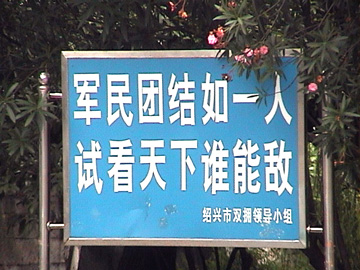 军民团结如一人
试看天下谁能敌
绍兴市双拥领导小组